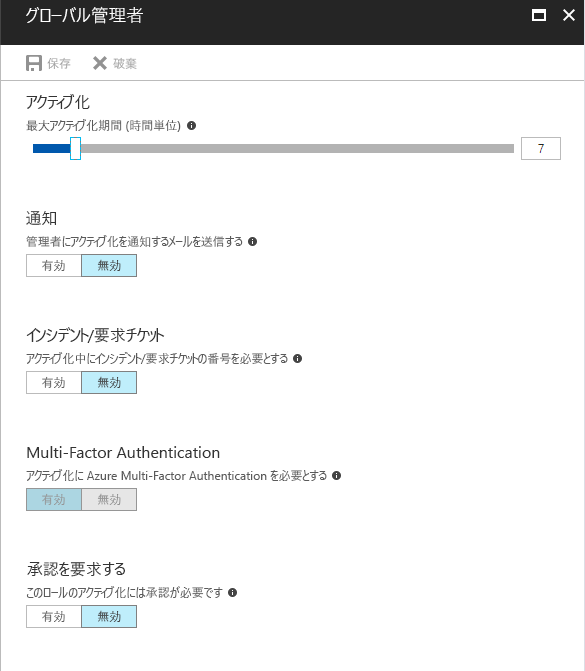 グローバル管理者
保存 破棄
アクティブ化
最大アクティブ化期間 (時間単位)
7
通知
管理者にアクティブ化を通知するメールを送信する
有効 無効
インシデント/要求チケット
アクティブ化中にインシデント/要求チケットの番号を必要とする
有効 無効
Multi-Factor Authentication
アクティブ化に Azure Multi-Factor Authentication を必要とする
有効 無効
承認を要求する
このロールのアクティブ化には承認が必要です
有効 無効